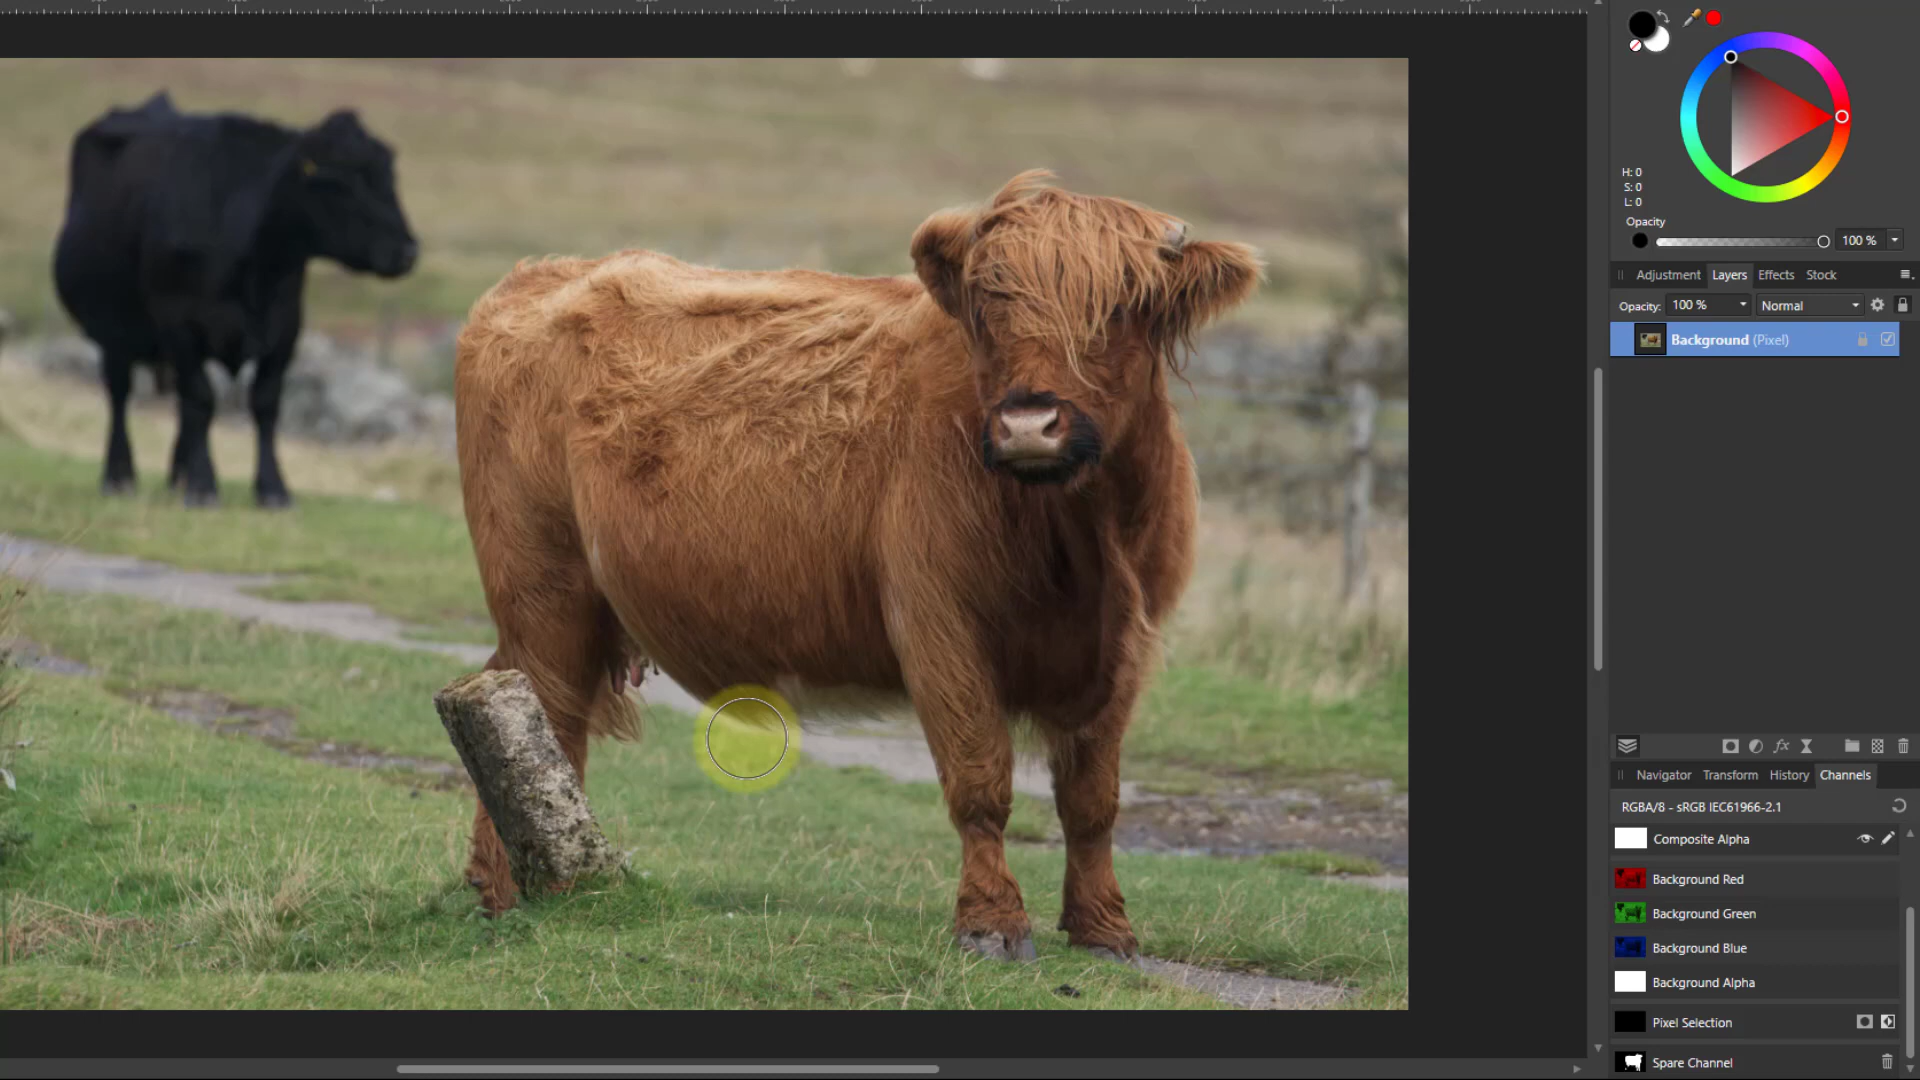 H: 0
S: 0
L: 0
Opacity
100 %
Adjustment Layers Effects Stock
Opacity: 100 % Normal
Background (Pixel)
fx
Navigator Transform History Channels
RGBA/8 - sRGB IEC61966-2.1
Composite Alpha
Background Red
Background Green
Background Blue
Background Alpha
Pixel Selection
Spare Channel